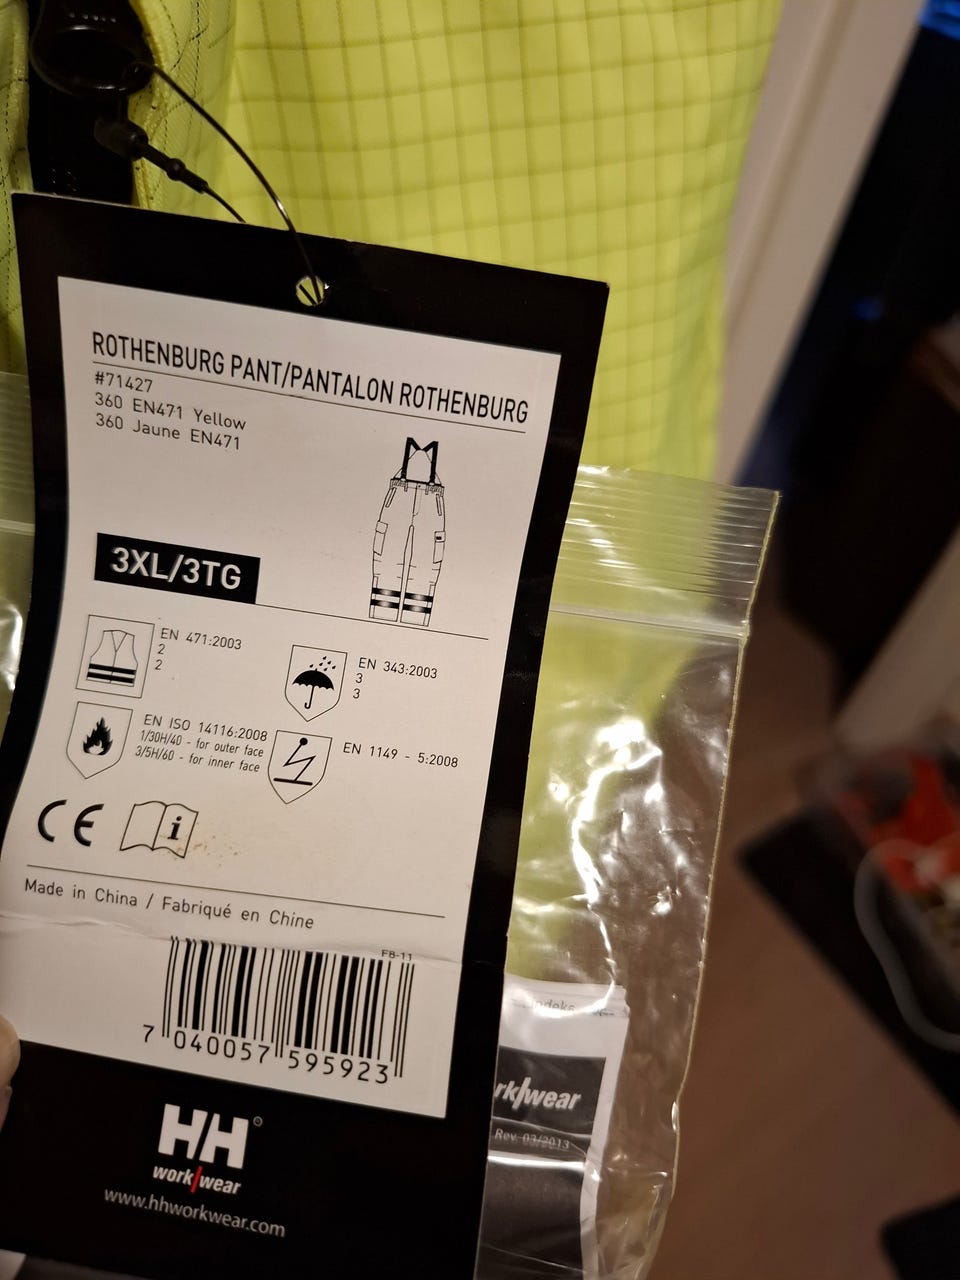 ROTHENBURG PANT/PANTALON ROTHENBURG
#71427
360 EN471 Yellow
360 Jaune EN471
3XL/3TG
EN 471:2003
2
2
EN 343:2003
3
3
EN ISO 14116:2008
1/30H/40 - for outer face
3/5H/60 - for inner face
EN 1149 - 5:2008
CE
i
Made in China / Fabriqué en Chine
F8-11
7 040057 595923
HH
work/wear
www.hhworkwear.com
rk/wear
Rev. 03/2013